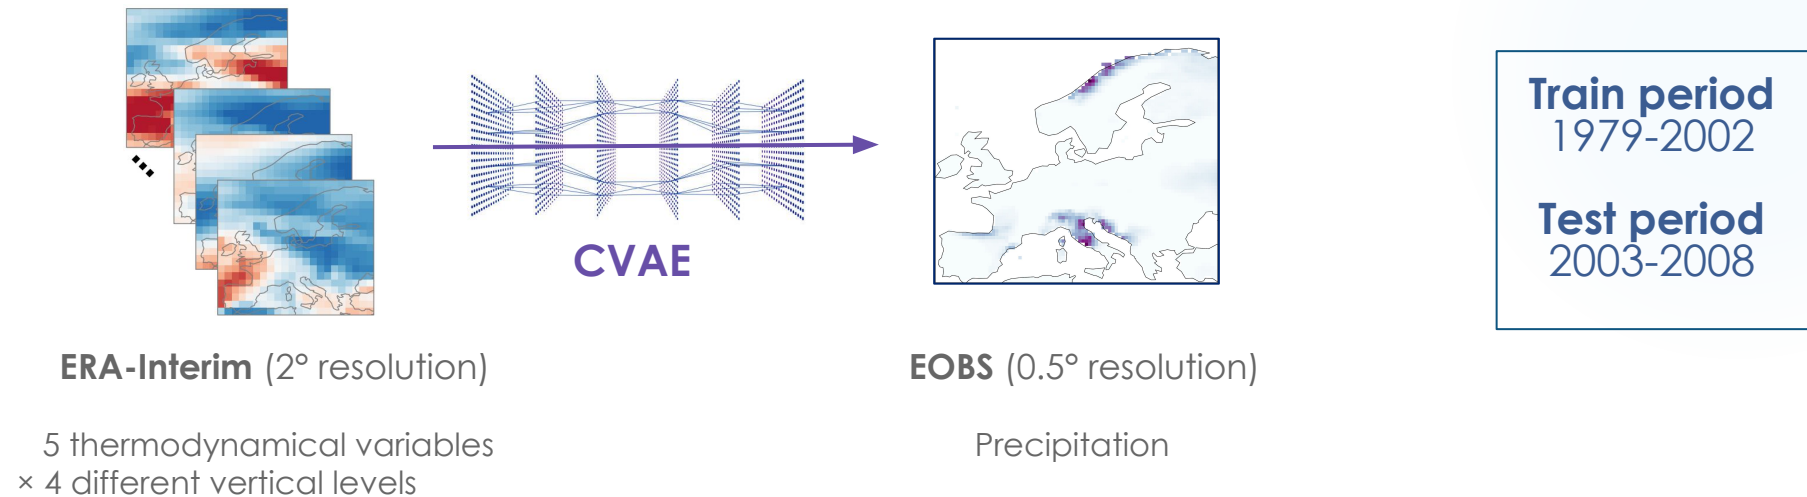 CVAE
ERA-Interim (2° resolution)
5 thermodynamical variables
× 4 different vertical levels
EOBS (0.5° resolution)
Precipitation
Train period
1979-2002
Test period
2003-2008